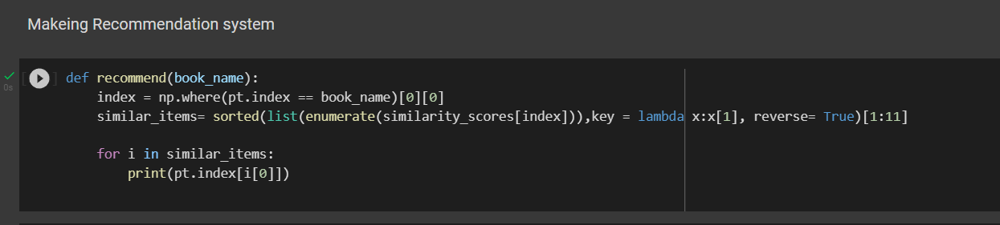 Makeing Recommendation system
def recommend(book_name):
index = np.where(pt.index == book_name)[0][0]
similar_items= sorted(list(enumerate(similarity_scores[index])),key = lambda x:x[1], reverse= True)[1:11]
for i in similar_items:
print(pt.index[i[0]])
0s